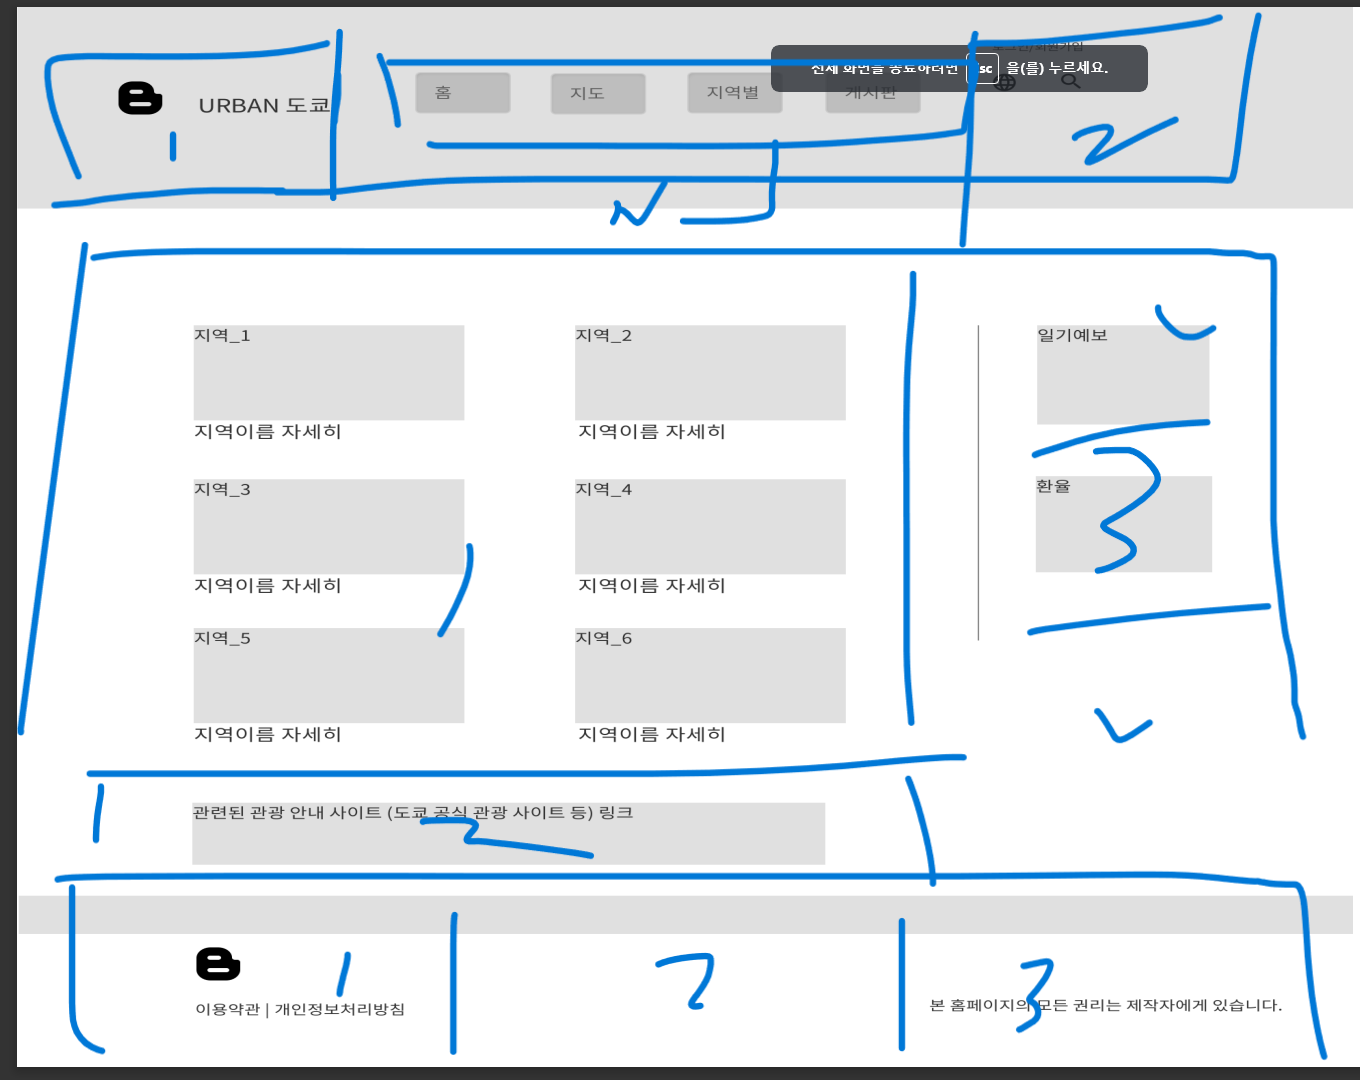 로그인/회원가입
전체 화면을 종료하려면 Esc 을(를) 누르세요.
URBAN 도쿄
홈
지도
지역별
게시판
1
2
지역_1
지역_2
일기예보
지역이름 자세히
지역이름 자세히
지역_3
지역_4
환율
3
지역이름 자세히
지역이름 자세히
지역_5
지역_6
지역이름 자세히
지역이름 자세히
관련된 관광 안내 사이트 (도쿄 공식 관광 사이트 등) 링크
2
1
2
3
이용약관 | 개인정보처리방침
본 홈페이지의 모든 권리는 제작자에게 있습니다.